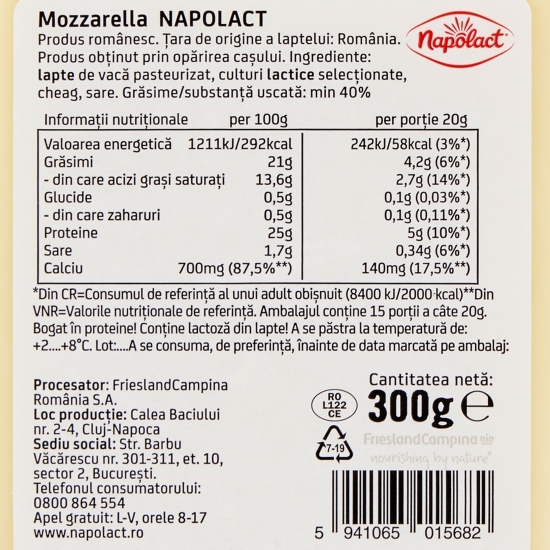 Mozzarella NAPOLACT
Produs românesc. Țara de origine a laptelui: România.
Napolact®
Produs obținut prin opărirea cașului. Ingrediente:
lapte de vacă pasteurizat, culturi lactice selecționate,
cheag, sare. Grăsime/substanță uscată: min 40%
Informații nutriționale per 100g per porție 20g
Valoarea energetică 1211kJ/292kcal 242kJ/58kcal (3%*)
Grăsimi 21g 4,2g (6%*)
- din care acizi grași saturați 13,6g 2,7g (14%*)
Glucide 0,5g 0,1g (0,03%*)
- din care zaharuri 0,5g 0,1g (0,11%*)
Proteine 25g 5g (10%*)
Sare 1,7g 0,34g (6%*)
Calciu 700mg (87,5%**) 140mg (17,5%**)
*Din CR=Consumul de referință al unui adult obișnuit (8400 kJ/2000 kcal)**Din
VNR=Valorile nutriționale de referință. Ambalajul conține 15 porții a câte 20g.
Bogat în proteine! Conține lactoză din lapte! A se păstra la temperatură de:
+2....+8°C. Lot:....A se consuma, de preferință, înainte de data marcată pe ambalaj:
Procesator: FrieslandCampina
România S.A.
Loc producție: Calea Baciului
nr. 2-4, Cluj-Napoca
Sediu social: Str. Barbu
Văcărescu nr. 301-311, et. 10,
sector 2, București.
Telefonul consumatorului:
0800 864 554
Apel gratuit: L-V, orele 8-17
www.napolact.ro
RO
L122
CE
Cantitatea netă:
300g ℮
7-19
FrieslandCampina
nourishing by nature
5 941065 015682